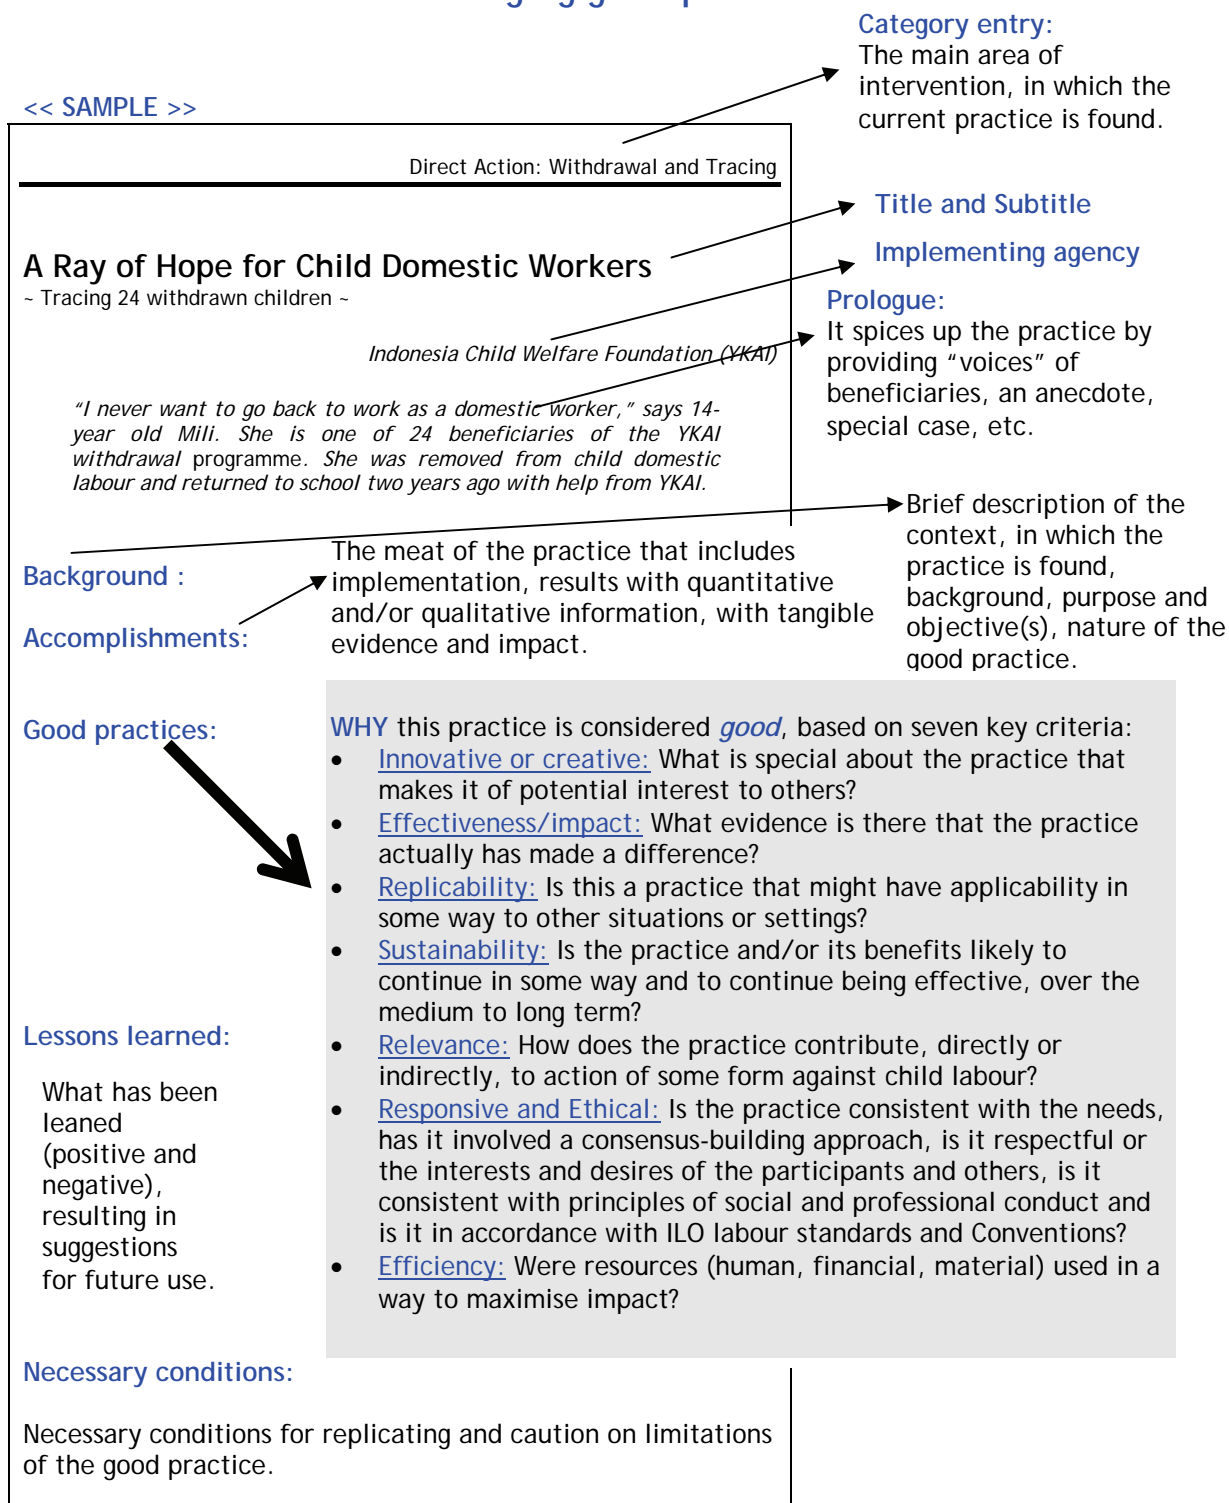 Category entry:
The main area of
intervention, in which the
current practice is found.
<< SAMPLE >>
Direct Action: Withdrawal and Tracing
Title and Subtitle
A Ray of Hope for Child Domestic Workers
~ Tracing 24 withdrawn children ~
Implementing agency
Indonesia Child Welfare Foundation (YKAI)
Prologue:
It spices up the practice by
providing “voices” of
beneficiaries, an anecdote,
special case, etc.
“I never want to go back to work as a domestic worker,” says 14-
year old Mili. She is one of 24 beneficiaries of the YKAI
withdrawal programme. She was removed from child domestic
labour and returned to school two years ago with help from YKAI.
Brief description of the
context, in which the
practice is found,
background, purpose and
objective(s), nature of the
good practice.
Background :
Accomplishments:
The meat of the practice that includes
implementation, results with quantitative
and/or qualitative information, with tangible
evidence and impact.
Good practices:
WHY this practice is considered good, based on seven key criteria:
• Innovative or creative: What is special about the practice that
makes it of potential interest to others?
• Effectiveness/impact: What evidence is there that the practice
actually has made a difference?
• Replicability: Is this a practice that might have applicability in
some way to other situations or settings?
• Sustainability: Is the practice and/or its benefits likely to
continue in some way and to continue being effective, over the
medium to long term?
• Relevance: How does the practice contribute, directly or
indirectly, to action of some form against child labour?
• Responsive and Ethical: Is the practice consistent with the needs,
has it involved a consensus-building approach, is it respectful or
the interests and desires of the participants and others, is it
consistent with principles of social and professional conduct and
is it in accordance with ILO labour standards and Conventions?
• Efficiency: Were resources (human, financial, material) used in a
way to maximise impact?
Lessons learned:
What has been
leaned
(positive and
negative),
resulting in
suggestions
for future use.
Necessary conditions:
Necessary conditions for replicating and caution on limitations
of the good practice.